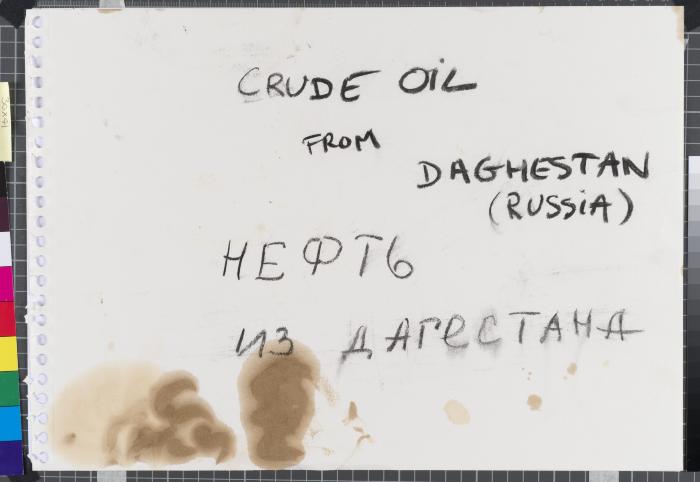 CRUDE OiL
FROM
DAGHESTAN
(RUSSiA)
НЕФТЬ
ИЗ ДАГЕСТАНА